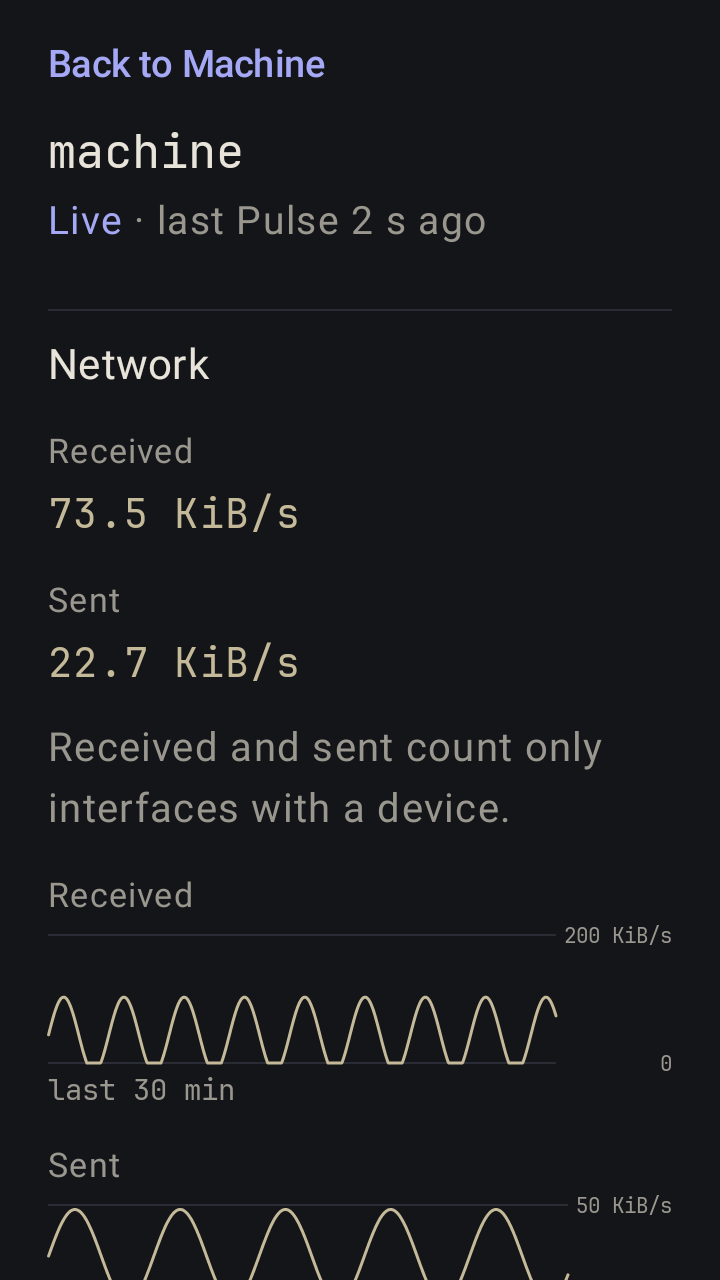 Back to Machine
machine
Live · last Pulse 2 s ago
Network
Received
73.5 KiB/s
Sent
22.7 KiB/s
Received and sent count only
interfaces with a device.
Received
200 KiB/s
0
last 30 min
Sent
50 KiB/s